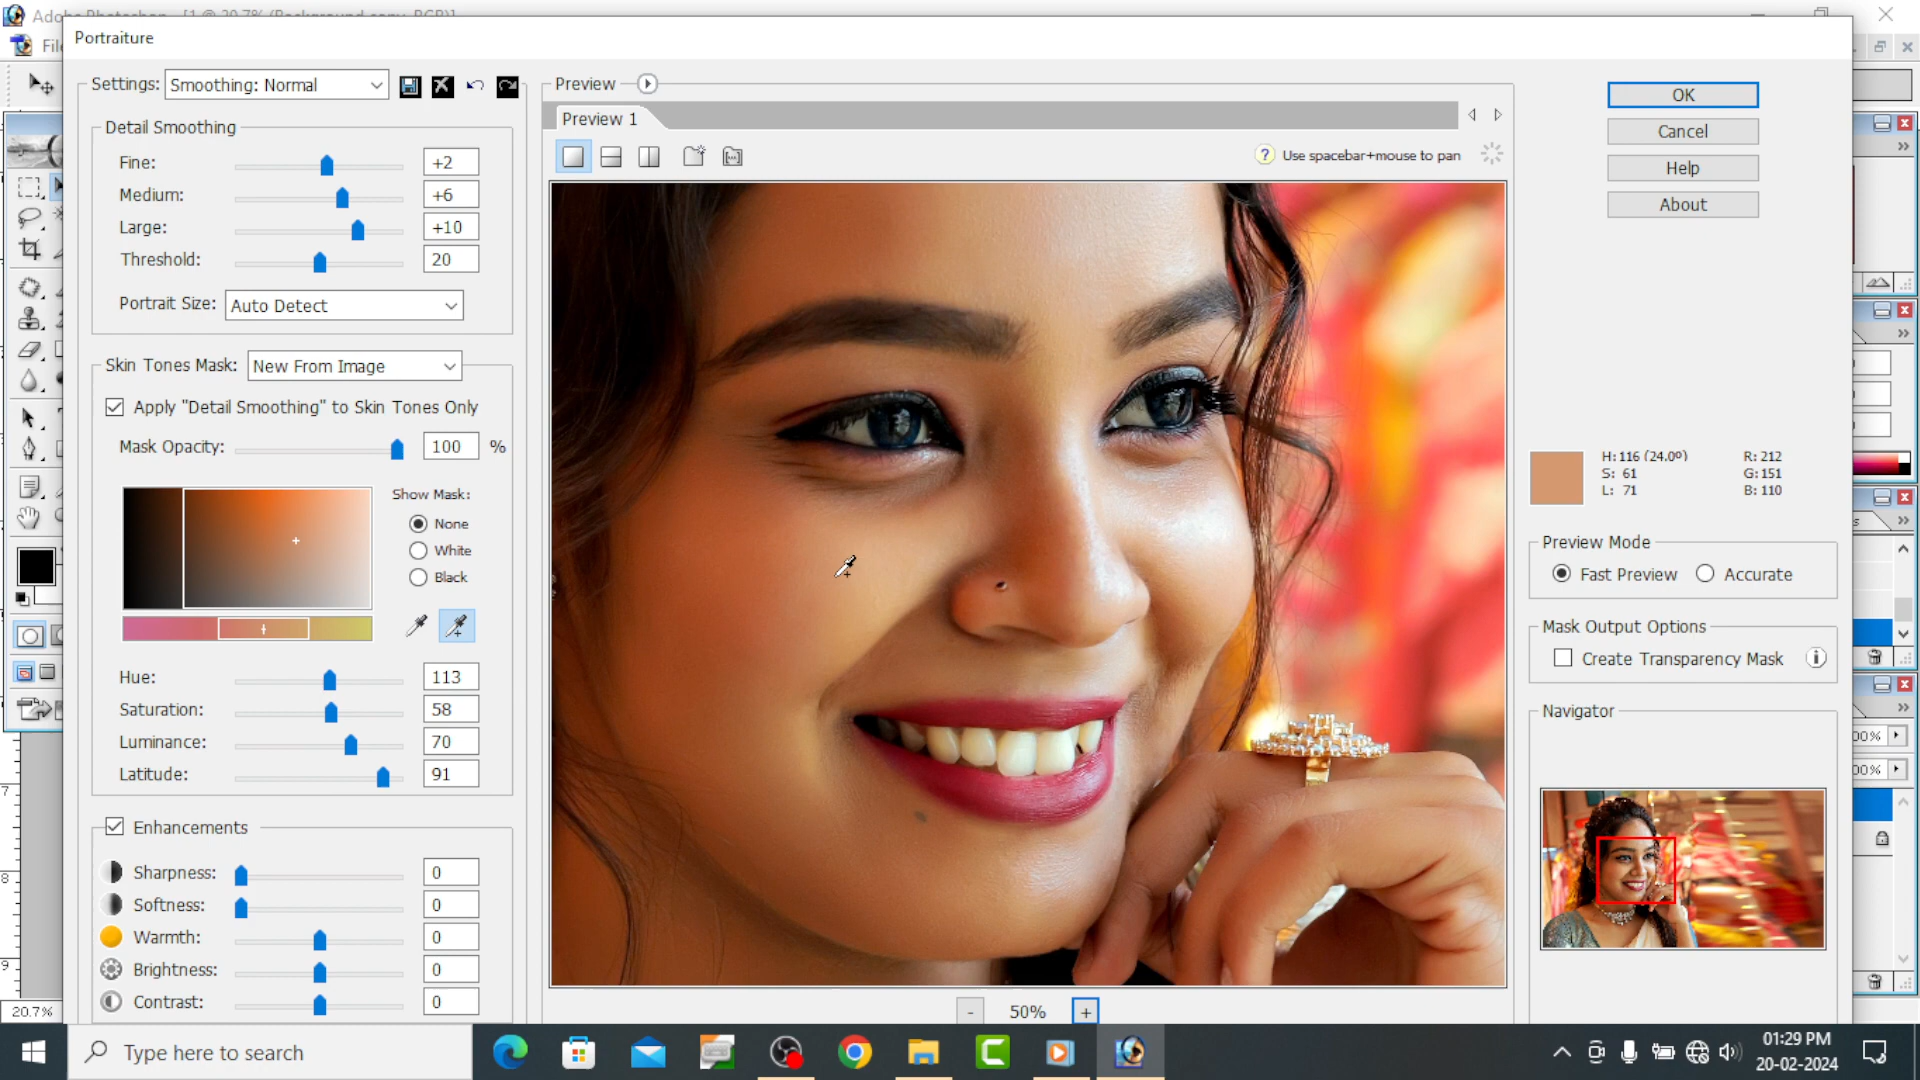 Adobe Photoshop - [1 @ 20.7% (Background copy, RGB)]
File
Portraiture
Settings: Smoothing: Normal
Detail Smoothing
Fine: +2
Medium: +6
Large: +10
Threshold: 20
Portrait Size: Auto Detect
Skin Tones Mask: New From Image
Apply "Detail Smoothing" to Skin Tones Only
Mask Opacity: 100 %
Show Mask:
None
White
Black
Hue: 113
Saturation: 58
Luminance: 70
Latitude: 91
Enhancements
Sharpness: 0
Softness: 0
Warmth: 0
Brightness: 0
Contrast: 0
Preview
Preview 1
? Use spacebar+mouse to pan
- 50% +
OK
Cancel
Help
About
H: 116 (24.0º) R: 212
S: 61 G: 151
L: 71 B: 110
Preview Mode
Fast Preview Accurate
Mask Output Options
Create Transparency Mask
Navigator
7
8
9
20.7%
Type here to search
01:29 PM
20-02-2024